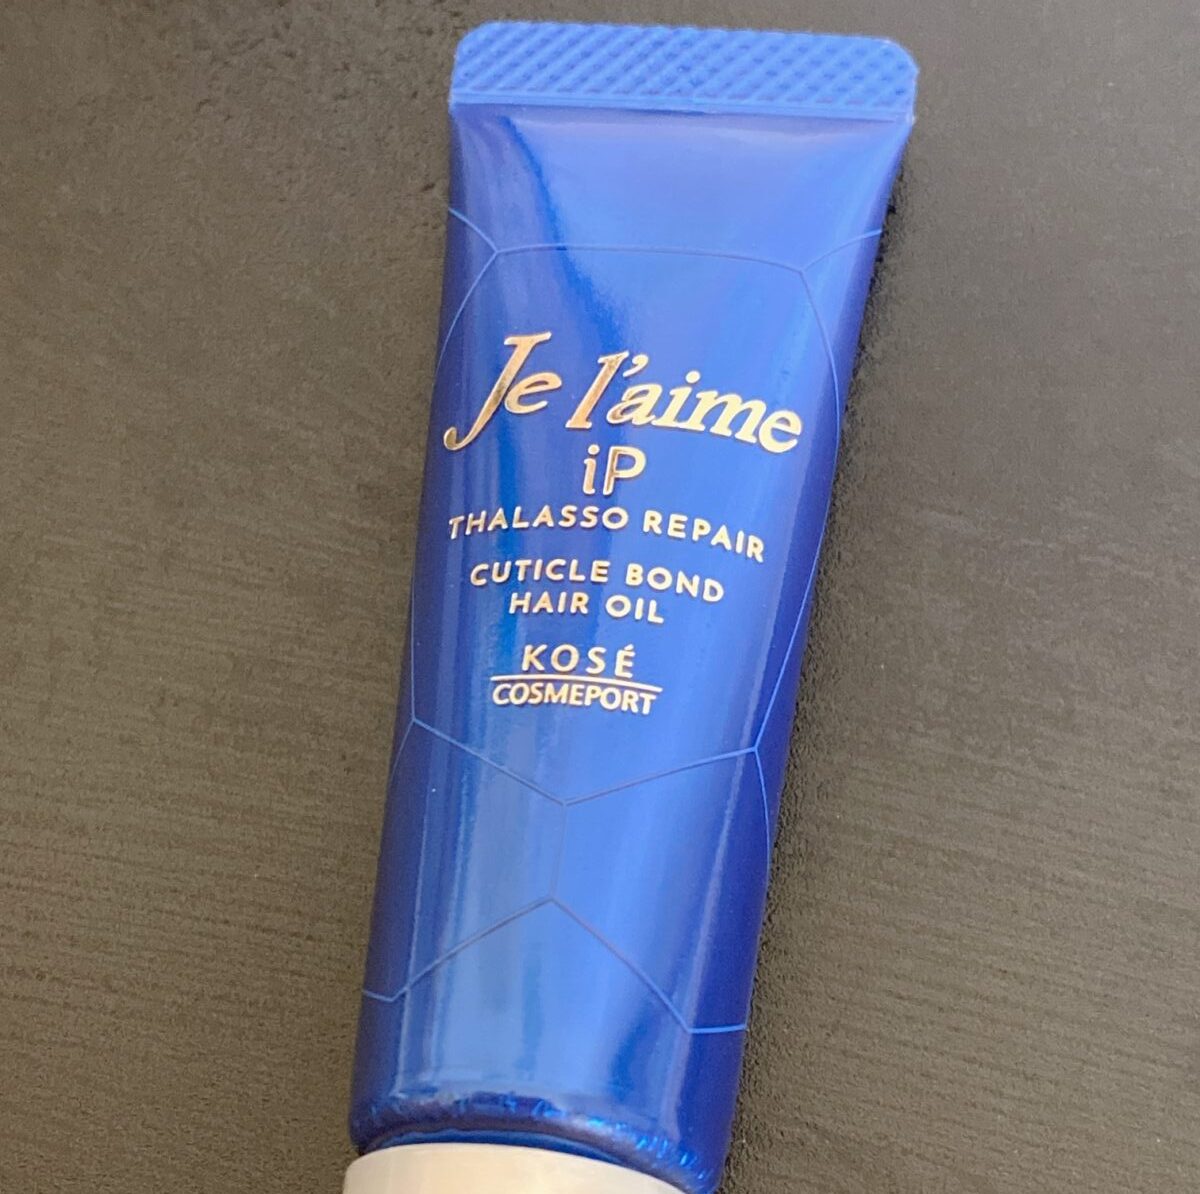 Je l'aime
iP
THALASSO REPAIR
CUTICLE BOND
HAIR OIL
KOSÉ
COSMEPORT